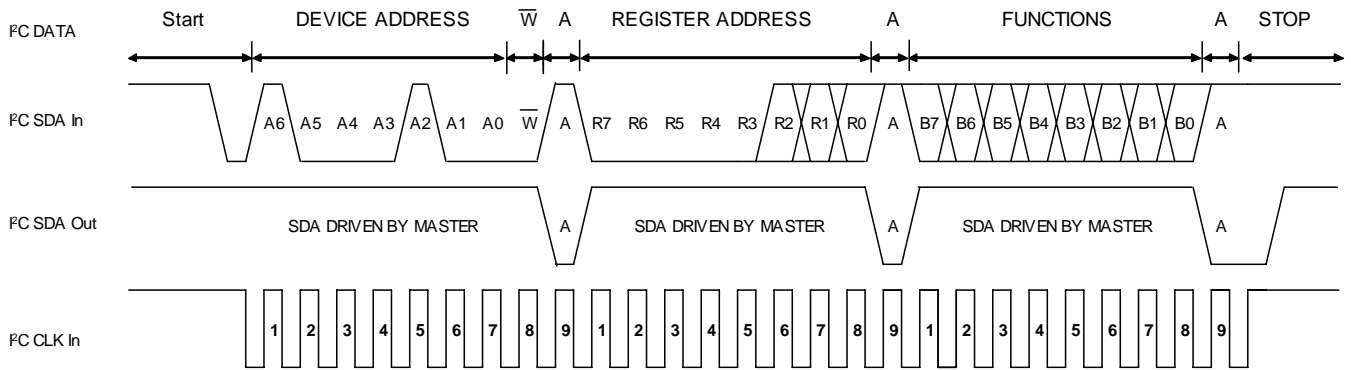 I²C DATA Start DEVICE ADDRESS W̅ A REGISTER ADDRESS A FUNCTIONS A STOP
I²C SDA In A6 A5 A4 A3 A2 A1 A0 W̅ A R7 R6 R5 R4 R3 R2 R1 R0 A B7 B6 B5 B4 B3 B2 B1 B0 A
I²C SDA Out SDA DRIVEN BY MASTER A SDA DRIVEN BY MASTER A SDA DRIVEN BY MASTER A
I²C CLK In 1 2 3 4 5 6 7 8 9 1 2 3 4 5 6 7 8 9 1 2 3 4 5 6 7 8 9